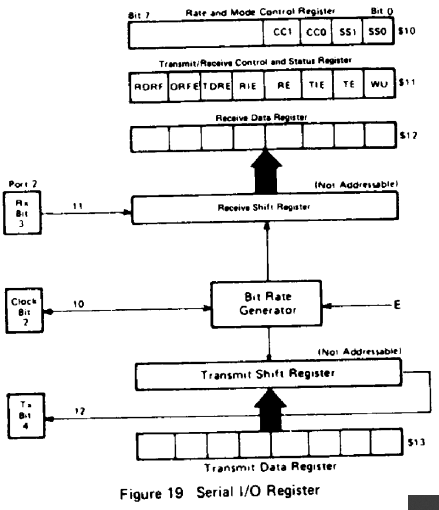 Bit 7 Rate and Mode Control Register Bit 0
CC1 CC0 SS1 SS0 $10
Transmit/Receive Control and Status Register
RDRF ORFE TDRE RIE RE TIE TE WU $11
Receive Data Register
$12
Port 2
(Not Addressable)
Rx
Bit
3
11
Receive Shift Register
Clock
Bit
2
10
Bit Rate
Generator
E
(Not Addressable)
Transmit Shift Register
Tx
Bit
4
12
$13
Transmit Data Register
Figure 19 Serial I/O Register